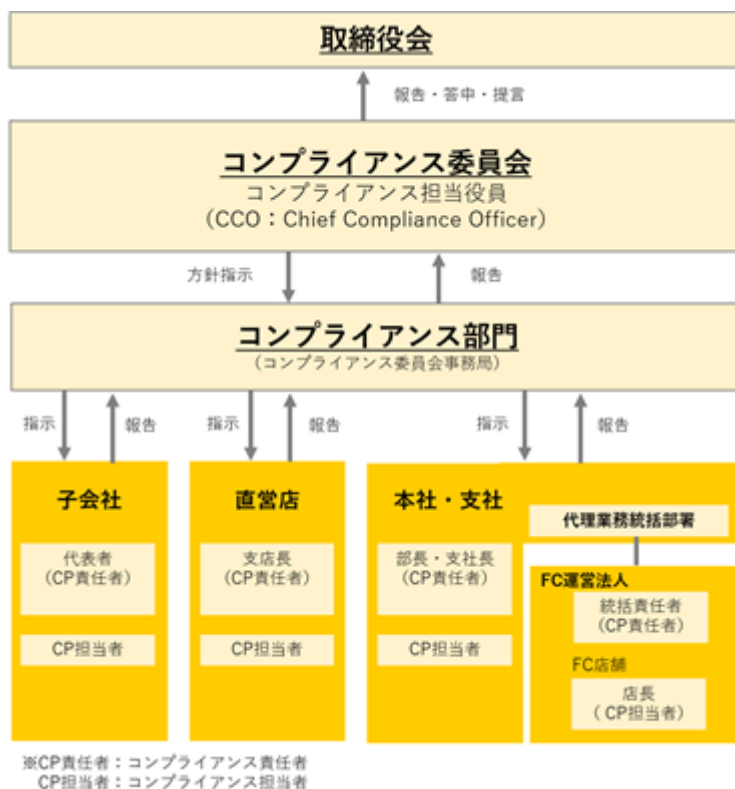 取締役会
報告・答申・提言
コンプライアンス委員会
コンプライアンス担当役員
(CCO：Chief Compliance Officer)
方針指示
報告
コンプライアンス部門
(コンプライアンス委員会事務局)
指示
報告
指示
報告
指示
報告
子会社
代表者
(CP責任者)
CP担当者
直営店
支店長
(CP責任者)
CP担当者
本社・支社
部長・支社長
(CP責任者)
CP担当者
代理業務統括部署
FC運営法人
統括責任者
(CP責任者)
FC店舗
店長
( CP担当者)
※CP責任者：コンプライアンス責任者
CP担当者：コンプライアンス担当者